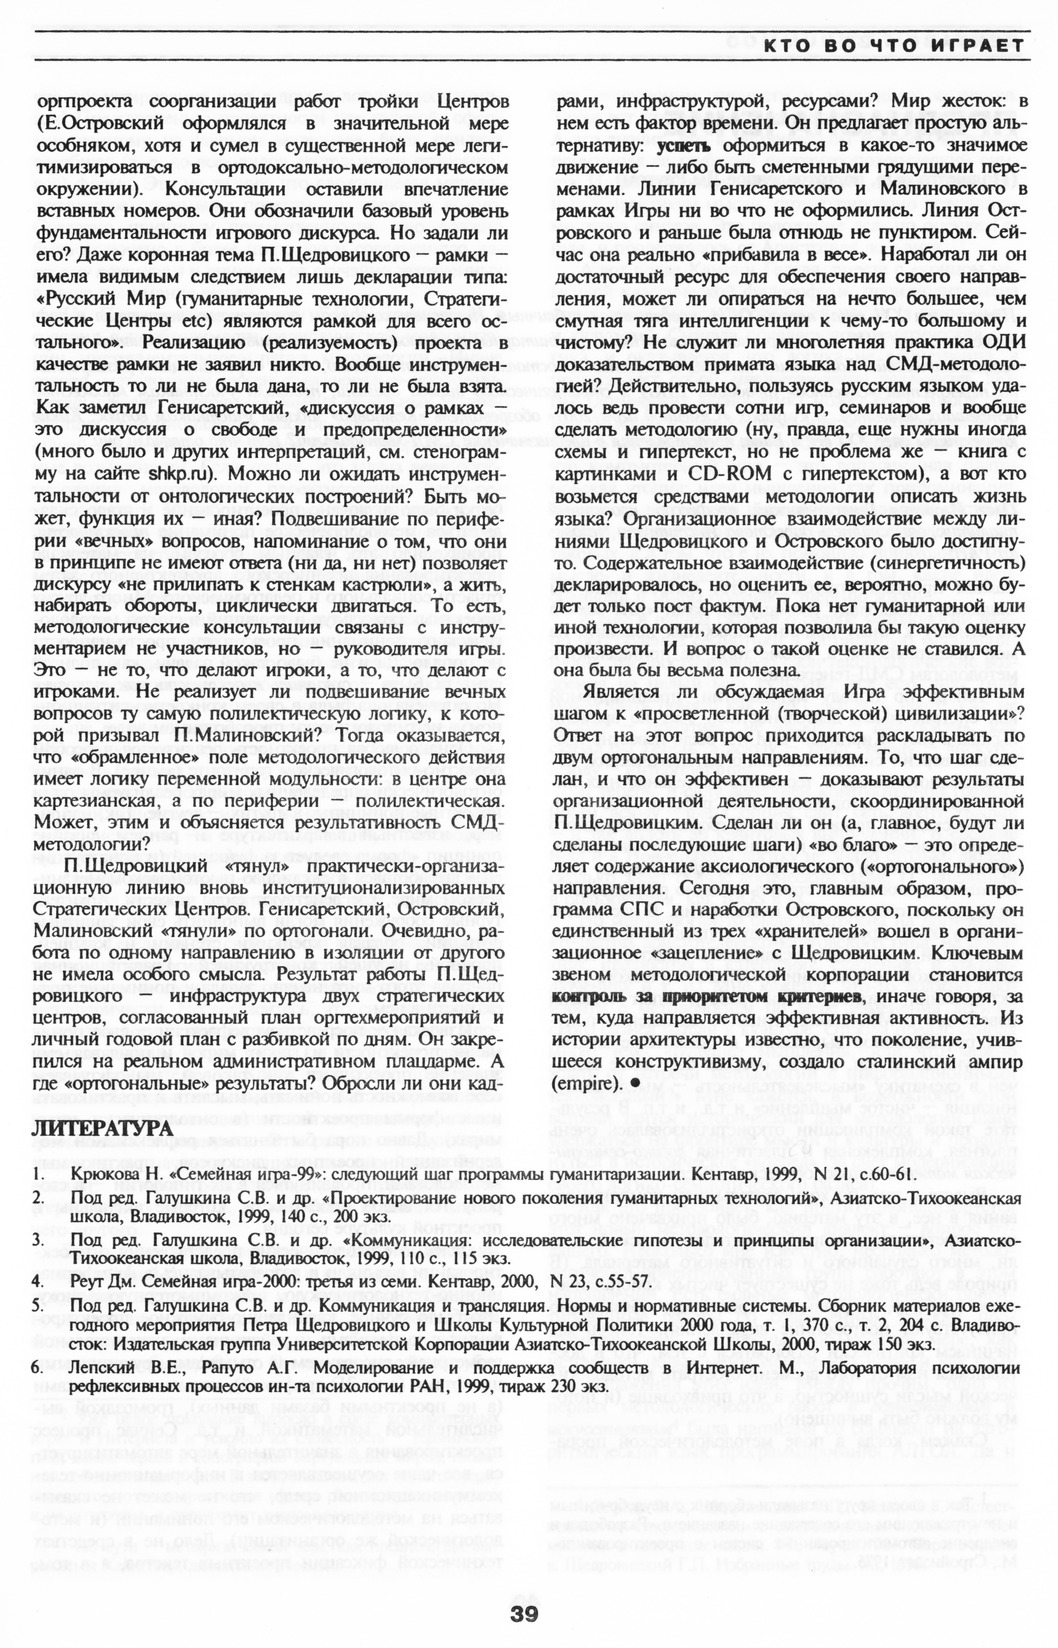 КТО ВО ЧТО ИГРАЕТ
оргпроекта соорганизации работ тройки Центров
(Е.Островский оформлялся в значительной мере
особняком, хотя и сумел в существенной мере леги-
тимизироваться в ортодоксально-методологическом
окружении). Консультации оставили впечатление
вставных номеров. Они обозначили базовый уровень
фундаментальности игрового дискурса. Но задали ли
его? Даже коронная тема П.Щедровицкого — рамки —
имела видимым следствием лишь декларации типа:
«Русский Мир (гуманитарные технологии, Стратеги-
ческие Центры etc) являются рамкой для всего ос-
тального». Реализацию (реализуемость) проектов в
качестве рамки не заявил никто. Вообще инструмен-
тальность то ли не была дана, то ли не была взята.
Как заметил Генисаретский, «дискуссия о рамках —
это дискуссия о свободе и предопределенности»
(много было и других интерпретаций, см. стенограм-
му на сайте shkp.ru). Можно ли ожидать инструмен-
тальности от онтологических построений? Быть мо-
жет, функция их — иная? Подвешивание по перифе-
рии «вечных» вопросов, напоминание о том, что они
в принципе не имеют ответа (ни да, ни нет) позволяет
дискурсу «не прилипать к стенкам кастрюли», а жить,
набирать обороты, циклически двигаться. То есть,
методологические консультации связаны с инстру-
ментарием не участников, но — руководителя игры.
Это — не то, что делают игроки, а то, что делают с
игроками. Не реализует ли подвешивание вечных
вопросов ту самую полилектическую логику, к кото-
рой призывал П.Малиновский? Тогда оказывается,
что «обрамленное» поле методологического действия
имеет логику переменной модульности: в центре она
картезианская, а по периферии — полилектическая.
Может, этим и объясняется результативность СМД-
методологии?
П.Щедровицкий «тянул» практически-организа-
ционную линию вновь институционализированных
Стратегических Центров. Генисаретский, Островский,
Малиновский «тянули» по ортогонали. Очевидно, ра-
бота по одному направлению в изоляции от другого
не имела особого смысла. Результат работы П.Щед-
ровицкого — инфраструктура двух стратегических
центров, согласованный план оргтехмероприятий и
личный годовой план с разбивкой по дням. Он закре-
пился на реальном административном плацдарме. А
где «ортогональные» результаты? Обросли ли они кад-
рами, инфраструктурой, ресурсами? Мир жесток: в
нем есть фактор времени. Он предлагает простую аль-
тернативу: успеть оформиться в какое-то значимое
движение — либо быть сметенными грядущими пере-
менами. Линии Генисаретского и Малиновского в
рамках Игры ни во что не оформились. Линия Ост-
ровского и раньше была отнюдь не пунктиром. Сей-
час она реально «прибавила в весе». Наработал ли он
достаточный ресурс для обеспечения своего направ-
ления, может ли опираться на нечто большее, чем
смутная тяга интеллигенции к чему-то большому и
чистому? Не служит ли многолетняя практика ОДИ
доказательством примата языка над СМД-методоло-
гией? Действительно, пользуясь русским языком уда-
лось ведь провести сотни игр, семинаров и вообще
сделать методологию (ну, правда, еще нужны иногда
схемы и гипертекст, но не проблема же — книга с
картинками и CD-ROM с гипертекстом), а вот кто
возьмется средствами методологии описать жизнь
языка? Организационное взаимодействие между ли-
ниями Щедровицкого и Островского было достигну-
то. Содержательное взаимодействие (синергетичность)
декларировалось, но оценить ее, вероятно, можно бу-
дет только пост фактум. Пока нет гуманитарной или
иной технологии, которая позволила бы такую оценку
произвести. И вопрос о такой оценке не ставился. А
она была бы весьма полезна.
Является ли обсуждаемая Игра эффективным
шагом к «просветленной (творческой) цивилизации»?
Ответ на этот вопрос приходится раскладывать по
двум ортогональным направлениям. То, что шаг сде-
лан, и что он эффективен — доказывают результаты
организационной деятельности, скоординированной
П.Щедровицким. Сделан ли он (а, главное, будут ли
сделаны последующие шаги) «во благо» — это опреде-
ляет содержание аксиологического («ортогонального»)
направления. Сегодня это, главным образом, про-
грамма СПС и наработки Островского, поскольку он
единственный из трех «хранителей» вошел в органи-
зационное «зацепление» с Щедровицким. Ключевым
звеном методологической корпорации становится
контроль за приоритетом критериев, иначе говоря, за
тем, куда направляется эффективная активность. Из
истории архитектуры известно, что поколение, учив-
шееся конструктивизму, создало сталинский ампир
(empire). ●
ЛИТЕРАТУРА
1. Крюкова Н. «Семейная игра-99»: следующий шаг программы гуманитаризации. Кентавр, 1999, N 21, с.60-61.
2. Под ред. Галушкина С.В. и др. «Проектирование нового поколения гуманитарных технологий», Азиатско-Тихоокеанская
школа, Владивосток, 1999, 140 с., 200 экз.
3. Под ред. Галушкина С.В. и др. «Коммуникация: исследовательские гипотезы и принципы организации», Азиатско-
Тихоокеанская школа, Владивосток, 1999, 110 с., 115 экз.
4. Реут Дм. Семейная игра-2000: третья из семи. Кентавр, 2000, N 23, с.55-57.
5. Под ред. Галушкина С.В. и др. Коммуникация и трансляция. Нормы и нормативные системы. Сборник материалов еже-
годного мероприятия Петра Щедровицкого и Школы Культурной Политики 2000 года, т. 1, 370 с., т. 2, 204 с. Владиво-
сток: Издательская группа Университетской Корпорации Азиатско-Тихоокеанской Школы, 2000, тираж 150 экз.
6. Лепский В.Е., Рапуто А.Г. Моделирование и поддержка сообществ в Интернет. М., Лаборатория психологии
рефлексивных процессов ин-та психологии РАН, 1999, тираж 230 экз.
39